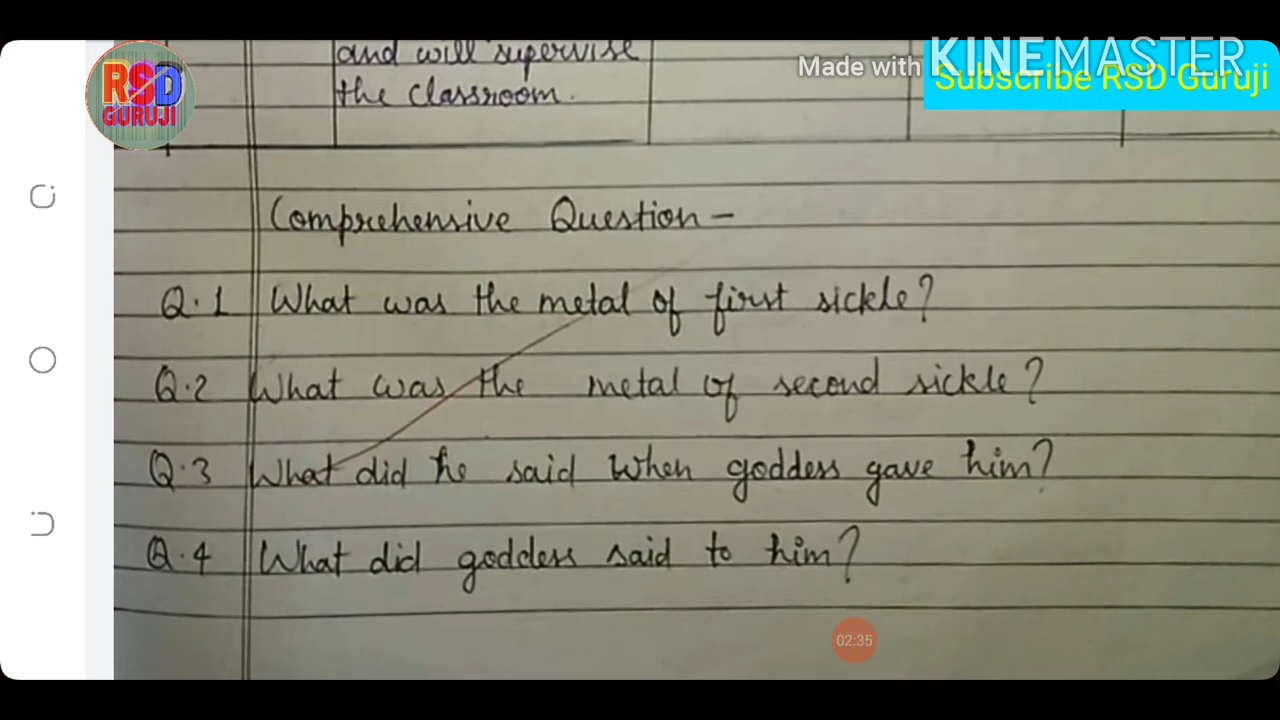 and will supervise
the classroom.
RSD
GURUJI
Made with KINEMASTER
Subscribe RSD Guruji
Comprehensive Question -
Q.1 What was the metal of first sickle?
Q.2 What was the metal of second sickle?
Q.3 What did he said when goddess gave him?
Q.4 What did goddess said to him?
02:35